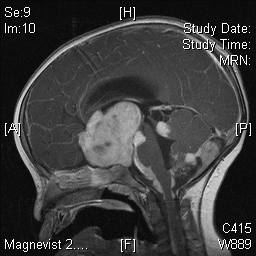 Se:9
[H]
Study Date:
Im:10
Study Time:
MRN:
[A]
[P]
C415
Magnevist 2....
[F]
W889